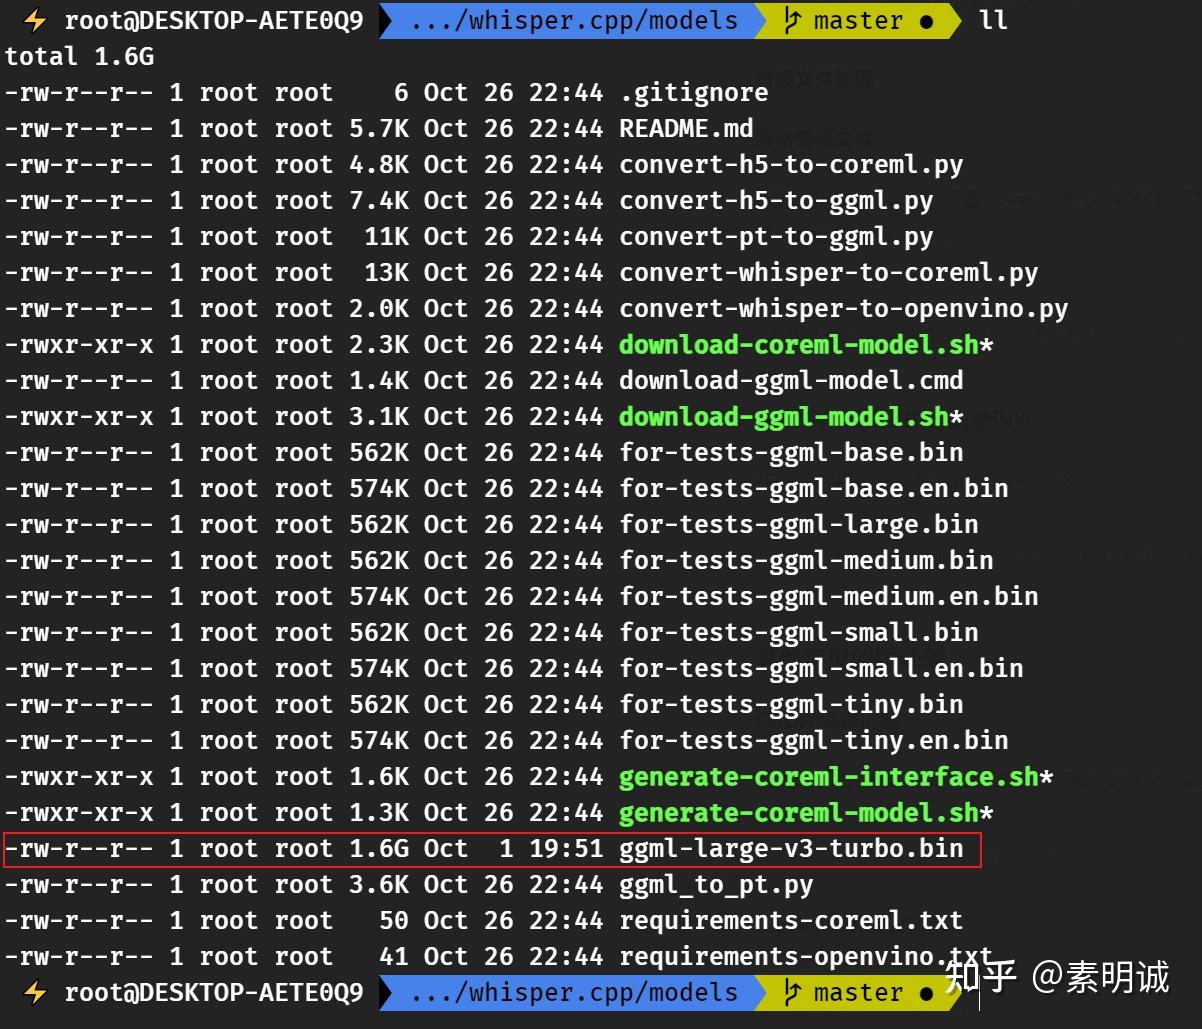 root@DESKTOP-AETE0Q9 .../whisper.cpp/models master ● ll
total 1.6G
-rw-r--r-- 1 root root    6 Oct 26 22:44 .gitignore
-rw-r--r-- 1 root root 5.7K Oct 26 22:44 README.md
-rw-r--r-- 1 root root 4.8K Oct 26 22:44 convert-h5-to-coreml.py
-rw-r--r-- 1 root root 7.4K Oct 26 22:44 convert-h5-to-ggml.py
-rw-r--r-- 1 root root  11K Oct 26 22:44 convert-pt-to-ggml.py
-rw-r--r-- 1 root root  13K Oct 26 22:44 convert-whisper-to-coreml.py
-rw-r--r-- 1 root root 2.0K Oct 26 22:44 convert-whisper-to-openvino.py
-rwxr-xr-x 1 root root 2.3K Oct 26 22:44 download-coreml-model.sh*
-rw-r--r-- 1 root root 1.4K Oct 26 22:44 download-ggml-model.cmd
-rwxr-xr-x 1 root root 3.1K Oct 26 22:44 download-ggml-model.sh*
-rw-r--r-- 1 root root 562K Oct 26 22:44 for-tests-ggml-base.bin
-rw-r--r-- 1 root root 574K Oct 26 22:44 for-tests-ggml-base.en.bin
-rw-r--r-- 1 root root 562K Oct 26 22:44 for-tests-ggml-large.bin
-rw-r--r-- 1 root root 562K Oct 26 22:44 for-tests-ggml-medium.bin
-rw-r--r-- 1 root root 574K Oct 26 22:44 for-tests-ggml-medium.en.bin
-rw-r--r-- 1 root root 562K Oct 26 22:44 for-tests-ggml-small.bin
-rw-r--r-- 1 root root 574K Oct 26 22:44 for-tests-ggml-small.en.bin
-rw-r--r-- 1 root root 562K Oct 26 22:44 for-tests-ggml-tiny.bin
-rw-r--r-- 1 root root 574K Oct 26 22:44 for-tests-ggml-tiny.en.bin
-rwxr-xr-x 1 root root 1.6K Oct 26 22:44 generate-coreml-interface.sh*
-rwxr-xr-x 1 root root 1.3K Oct 26 22:44 generate-coreml-model.sh*
-rw-r--r-- 1 root root 1.6G Oct  1 19:51 ggml-large-v3-turbo.bin
-rw-r--r-- 1 root root 3.6K Oct 26 22:44 ggml_to_pt.py
-rw-r--r-- 1 root root   50 Oct 26 22:44 requirements-coreml.txt
-rw-r--r-- 1 root root   41 Oct 26 22:44 requirements-openvino.txt
root@DESKTOP-AETE0Q9 .../whisper.cpp/models master ●
知乎 @素明诚